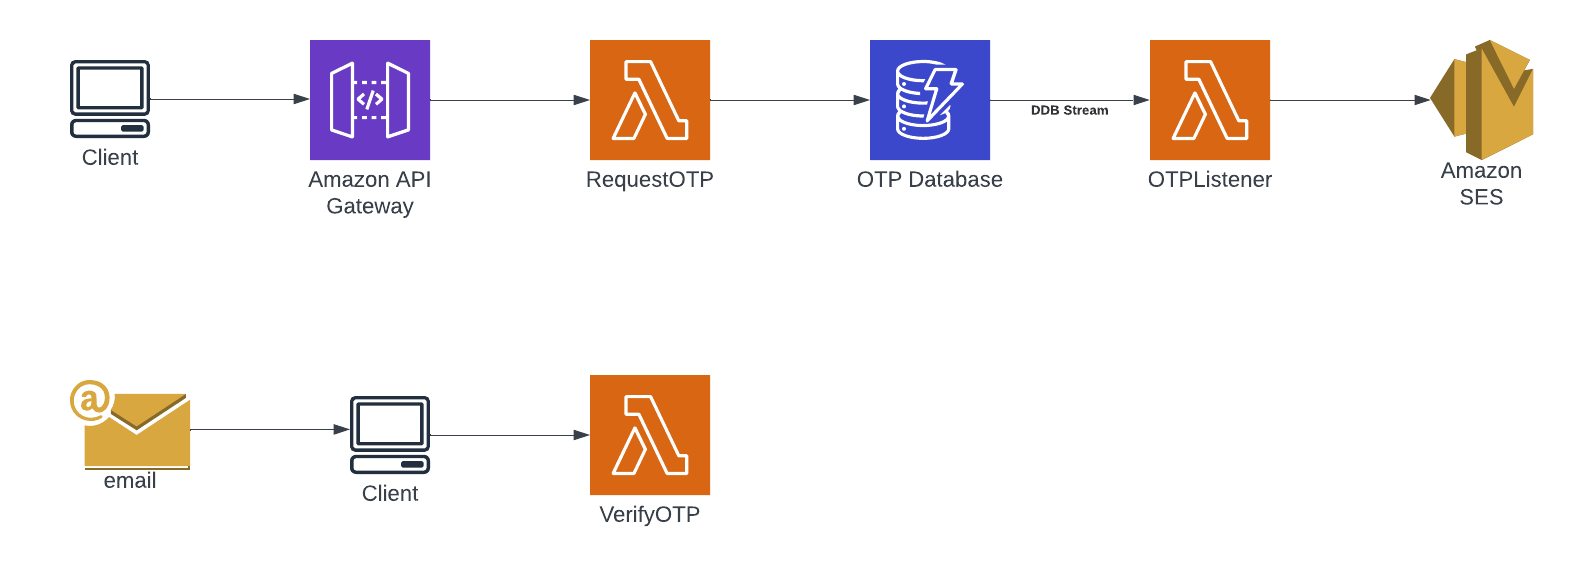 Client
Amazon API
Gateway
RequestOTP
OTP Database
DDB Stream
OTPListener
Amazon
SES
@
email
Client
VerifyOTP